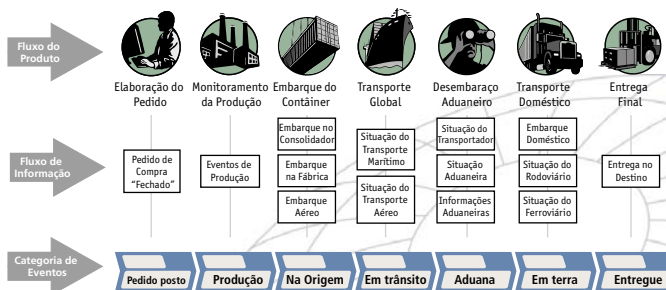 Fluxo do
Produto
Elaboração do
Pedido
Monitoramento
da Produção
Embarque do
Contâiner
Transporte
Global
Desembaraço
Aduaneiro
Transporte
Doméstico
Entrega
Final
Fluxo de
Informação
Pedido de
Compra
“Fechado”
Eventos de
Produção
Embarque no
Consolidador
Embarque
na Fábrica
Embarque
Aéreo
Situação do
Transporte
Marítimo
Situação do
Transporte
Aéreo
Situação do
Transportador
Situação
Aduaneira
Informações
Aduaneiras
Embarque
Doméstico
Situação do
Rodoviário
Situação do
Ferroviário
Entrega no
Destino
Categoria de
Eventos
Pedido posto
Produção
Na Origem
Em trânsito
Aduana
Em terra
Entregue